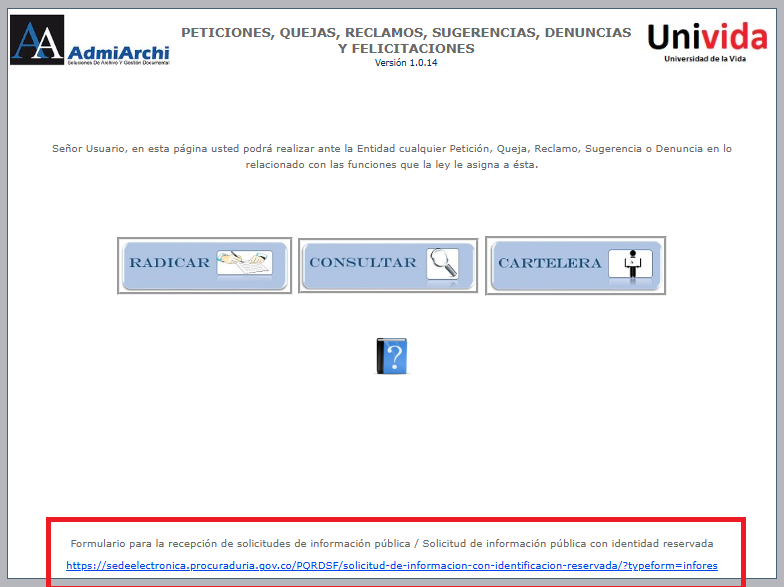 AdmiArchi
Soluciones De Archivo Y Gestión Documental
PETICIONES, QUEJAS, RECLAMOS, SUGERENCIAS, DENUNCIAS
Y FELICITACIONES
Versión 1.0.14
Univida
Universidad de la Vida
Señor Usuario, en esta página usted podrá realizar ante la Entidad cualquier Petición, Queja, Reclamo, Sugerencia o Denuncia en lo
relacionado con las funciones que la ley le asigna a ésta.
RADICAR
CONSULTAR
CARTELERA
?
Formulario para la recepción de solicitudes de información pública / Solicitud de información pública con identidad reservada
https://sedeelectronica.procuraduria.gov.co/PQRDSF/solicitud-de-informacion-con-identificacion-reservada/?typeform=infores